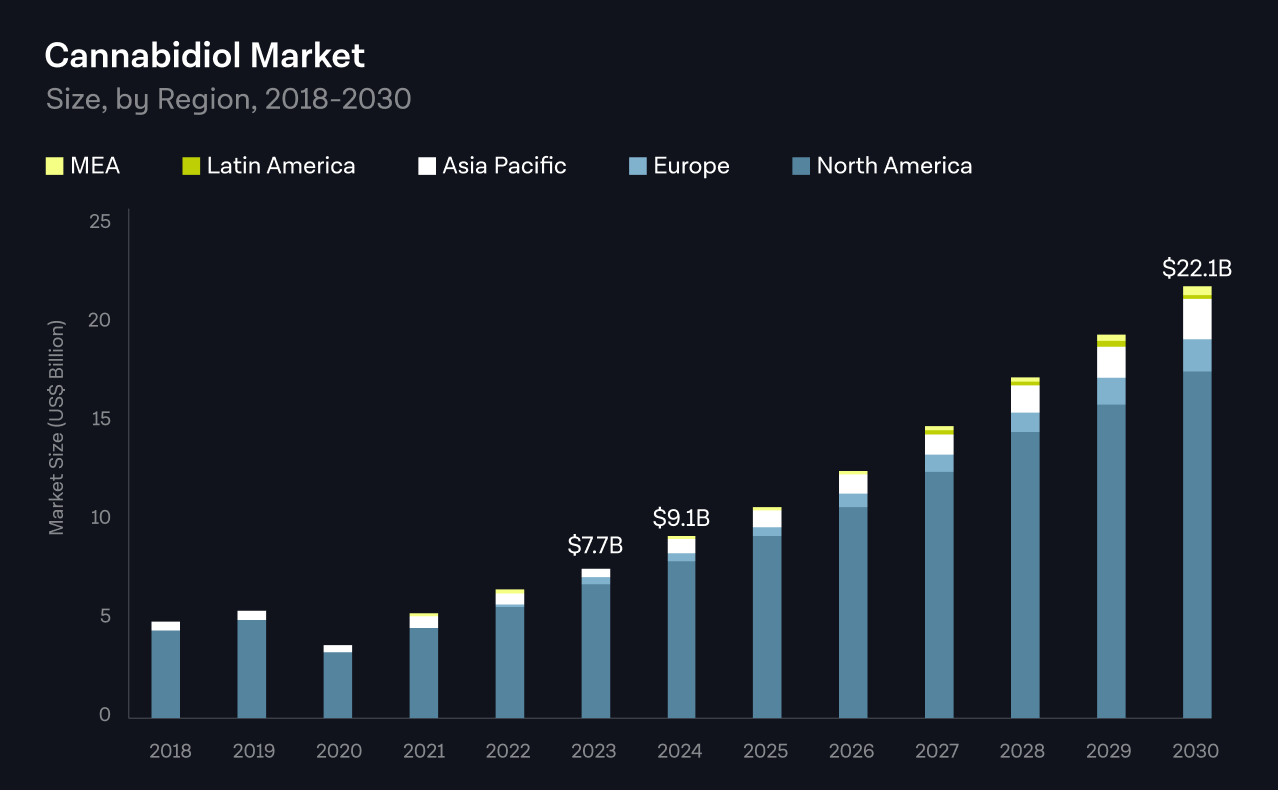 Cannabidiol Market
Size, by Region, 2018-2030
MEA
Latin America
Asia Pacific
Europe
North America
Market Size (US$ Billion)
25
20
15
10
5
0
$7.7B
$9.1B
$22.1B
2018
2019
2020
2021
2022
2023
2024
2025
2026
2027
2028
2029
2030